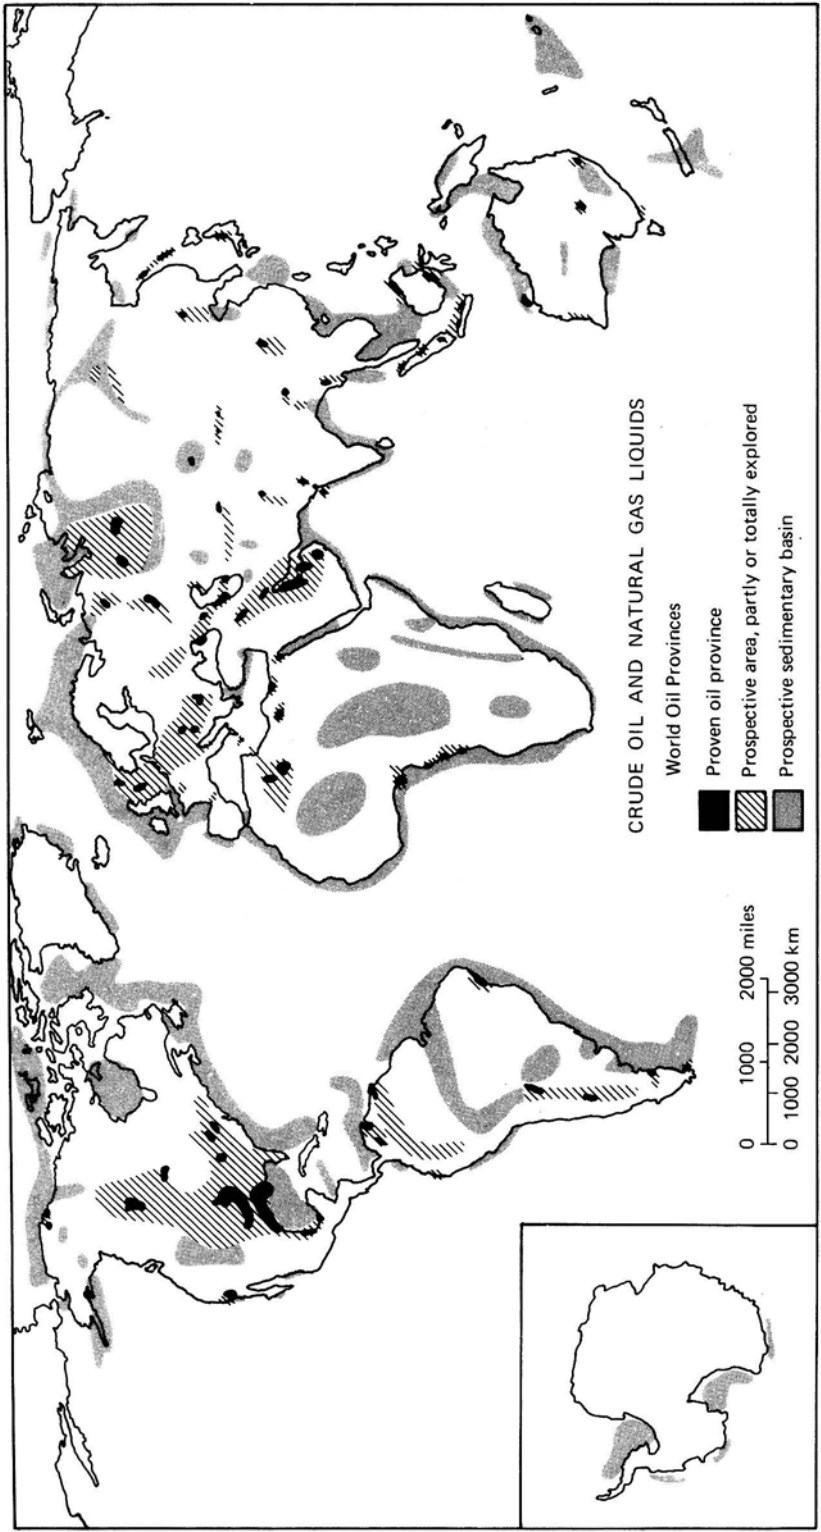 CRUDE OIL AND NATURAL GAS LIQUIDS
World Oil Provinces
Proven oil province
Prospective area, partly or totally explored
Prospective sedimentary basin
0 1000 2000 miles
0 1000 2000 3000 km